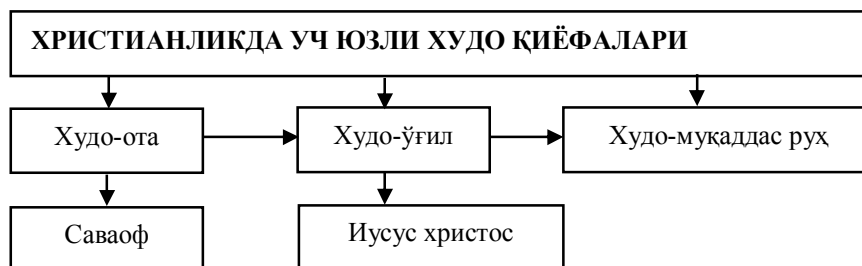 ХРИСТИАНЛИКДА УЧ ЮЗЛИ ХУДО ҚИЁФАЛАРИ
Худо-ота
Худо-ўғил
Худо-муқаддас руҳ
Саваоф
Иусус христос